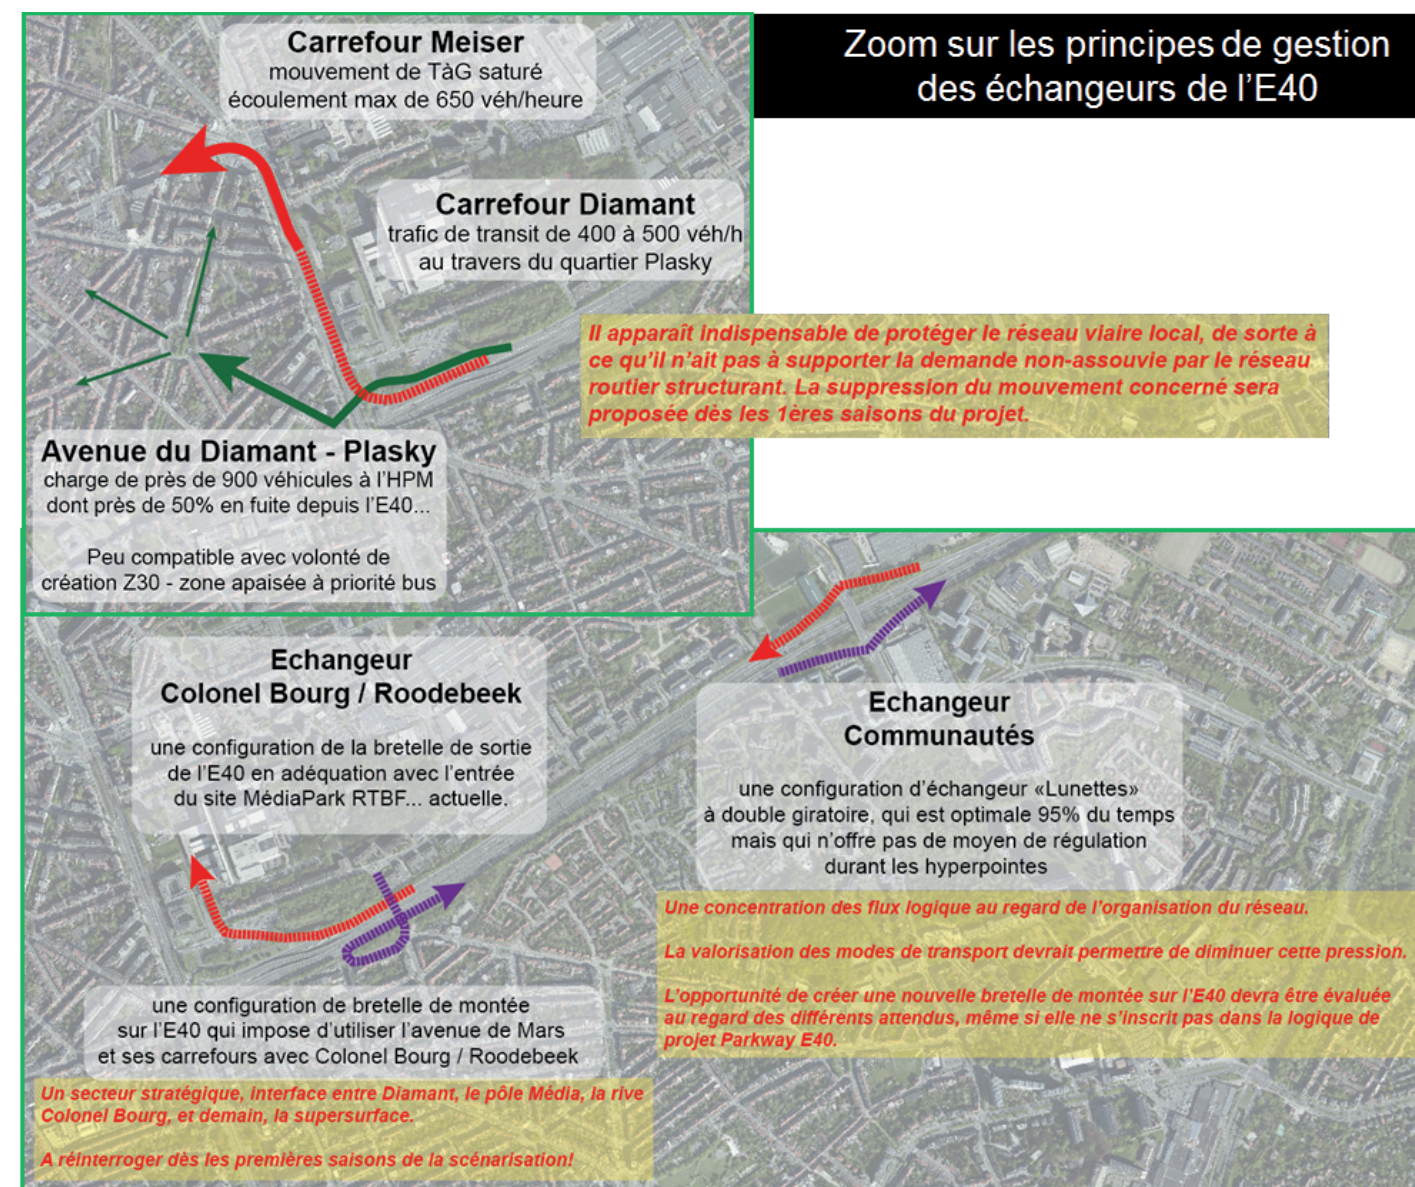 Zoom sur les principes de gestion
des échangeurs de l'E40
Carrefour Meiser
mouvement de TàG saturé
écoulement max de 650 véh/heure
Carrefour Diamant
trafic de transit de 400 à 500 véh/h
au travers du quartier Plasky
Il apparaît indispensable de protéger le réseau viaire local, de sorte à
ce qu'il n'ait pas à supporter la demande non-assouvie par le réseau
routier structurant. La suppression du mouvement concerné sera
proposée dès les 1ères saisons du projet.
Avenue du Diamant - Plasky
charge de près de 900 véhicules à l'HPM
dont près de 50% en fuite depuis l'E40...
Peu compatible avec volonté de
création Z30 - zone apaisée à priorité bus
Echangeur
Colonel Bourg / Roodebeek
une configuration de la bretelle de sortie
de l'E40 en adéquation avec l'entrée
du site MédiaPark RTBF... actuelle.
Echangeur
Communautés
une configuration d'échangeur «Lunettes»
à double giratoire, qui est optimale 95% du temps
mais qui n'offre pas de moyen de régulation
durant les hyperpointes
Une concentration des flux logique au regard de l'organisation du réseau.
La valorisation des modes de transport devrait permettre de diminuer cette pression.
L'opportunité de créer une nouvelle bretelle de montée sur l'E40 devra être évaluée
au regard des différents attendus, même si elle ne s'inscrit pas dans la logique de
projet Parkway E40.
une configuration de bretelle de montée
sur l'E40 qui impose d'utiliser l'avenue de Mars
et ses carrefours avec Colonel Bourg / Roodebeek
Un secteur stratégique, interface entre Diamant, le pôle Média, la rive
Colonel Bourg, et demain, la supersurface.
A réinterroger dès les premières saisons de la scénarisation!